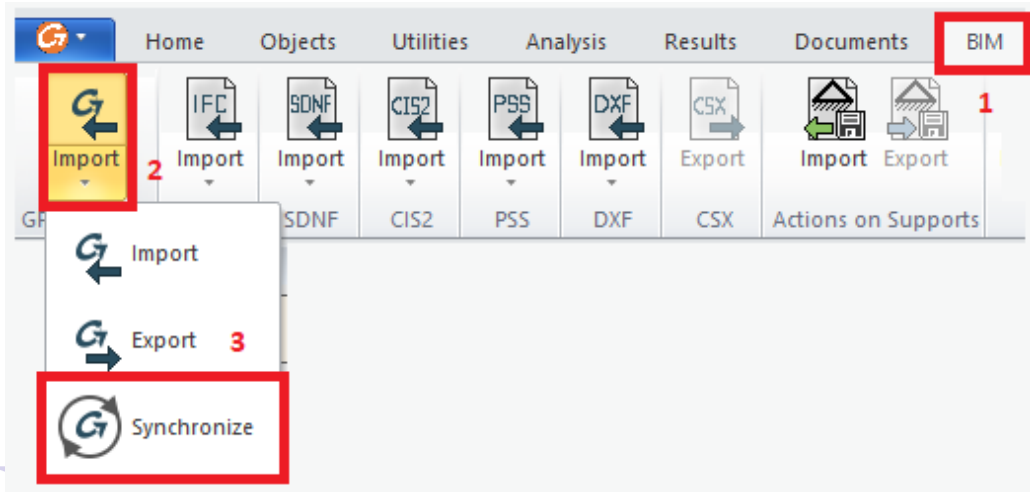 Home Objects Utilities Analysis Results Documents BIM
IFC SDNF CIS2 PSS DXF CSX 1
Import 2 Import Import Import Import Import Export Import Export
SDNF CIS2 PSS DXF CSX Actions on Supports
Import
Export 3
Synchronize